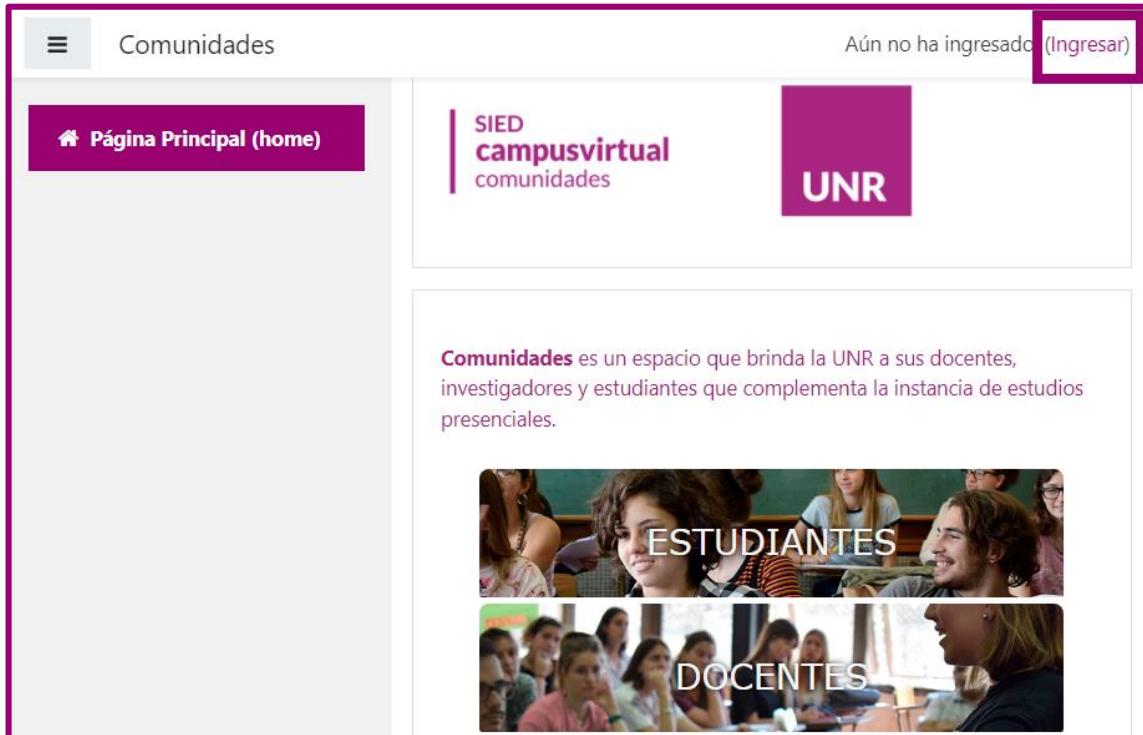 Comunidades
Aún no ha ingresado (Ingresar)
Página Principal (home)
SIED
campusvirtual
comunidades
UNR
Comunidades es un espacio que brinda la UNR a sus docentes,
investigadores y estudiantes que complementa la instancia de estudios
presenciales.
ESTUDIANTES
DOCENTES